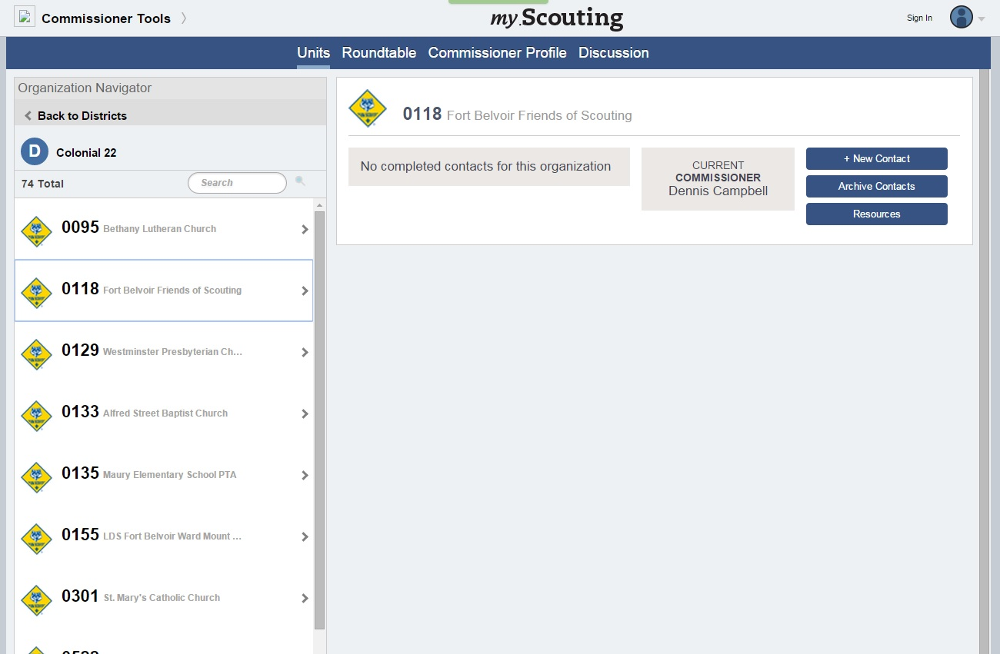 Commissioner Tools
my.Scouting
Sign In
Units Roundtable Commissioner Profile Discussion
Organization Navigator
Back to Districts
D Colonial 22
74 Total Search
0095 Bethany Lutheran Church
0118 Fort Belvoir Friends of Scouting
0129 Westminster Presbyterian Ch...
0133 Alfred Street Baptist Church
0135 Maury Elementary School PTA
0155 LDS Fort Belvoir Ward Mount ...
0301 St. Mary's Catholic Church
0118 Fort Belvoir Friends of Scouting
No completed contacts for this organization
CURRENT
COMMISSIONER
Dennis Campbell
+ New Contact
Archive Contacts
Resources